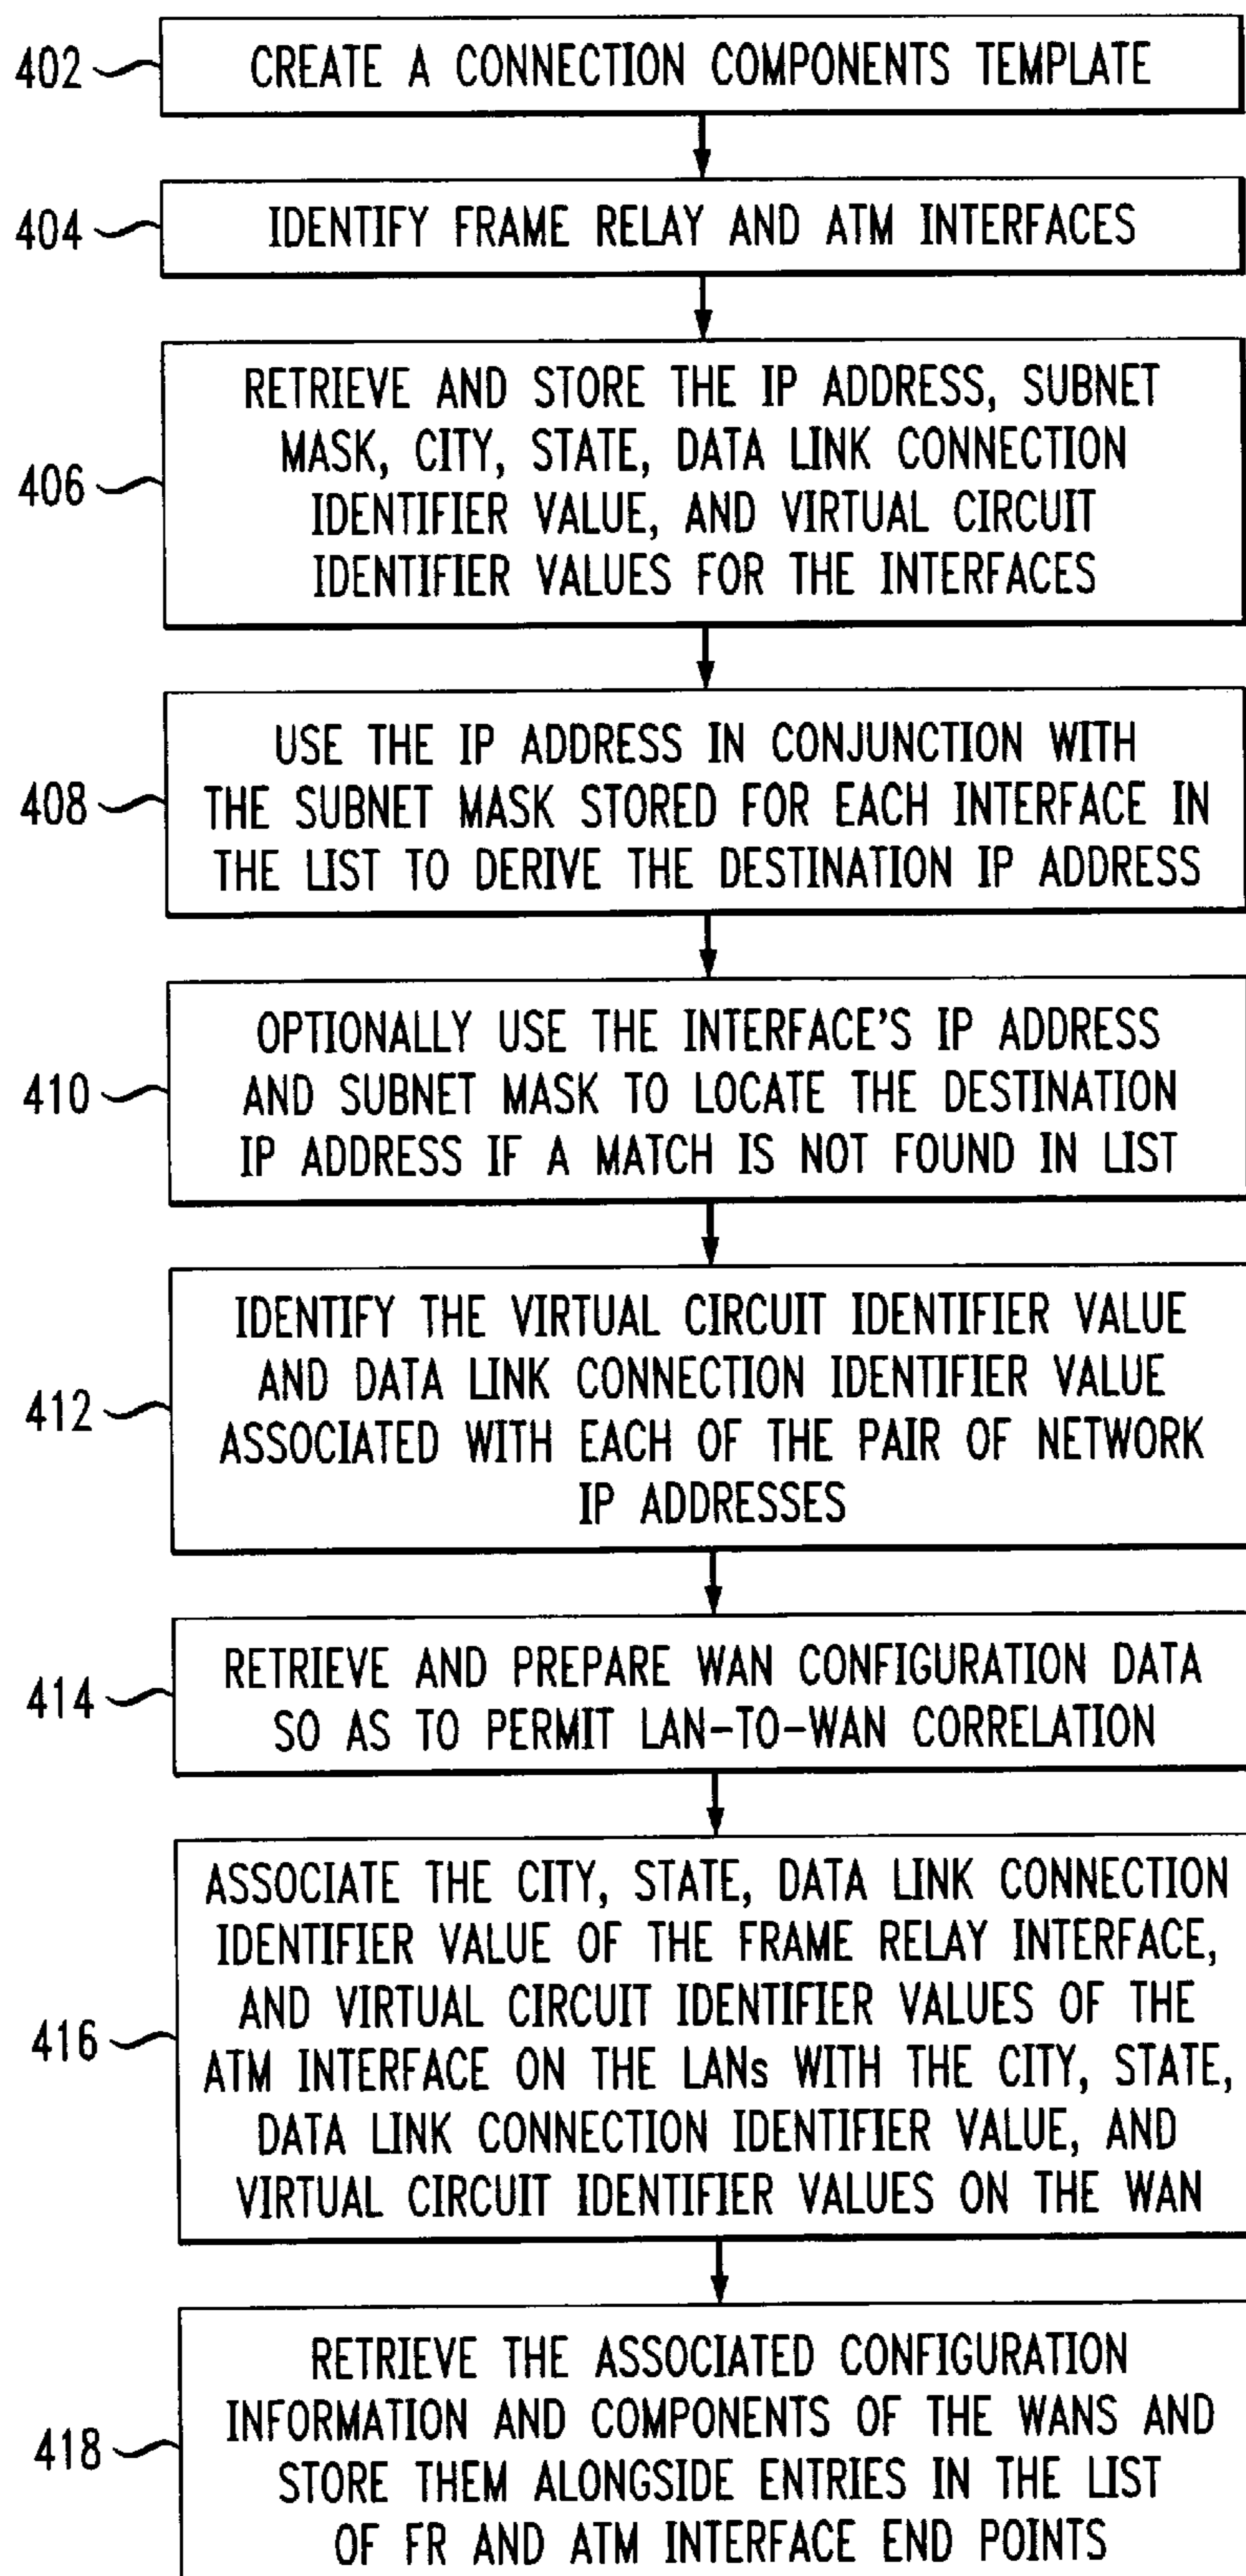 402
CREATE A CONNECTION COMPONENTS TEMPLATE
404
IDENTIFY FRAME RELAY AND ATM INTERFACES
406
RETRIEVE AND STORE THE IP ADDRESS, SUBNET
MASK, CITY, STATE, DATA LINK CONNECTION
IDENTIFIER VALUE, AND VIRTUAL CIRCUIT
IDENTIFIER VALUES FOR THE INTERFACES
408
USE THE IP ADDRESS IN CONJUNCTION WITH
THE SUBNET MASK STORED FOR EACH INTERFACE IN
THE LIST TO DERIVE THE DESTINATION IP ADDRESS
410
OPTIONALLY USE THE INTERFACE'S IP ADDRESS
AND SUBNET MASK TO LOCATE THE DESTINATION
IP ADDRESS IF A MATCH IS NOT FOUND IN LIST
412
IDENTIFY THE VIRTUAL CIRCUIT IDENTIFIER VALUE
AND DATA LINK CONNECTION IDENTIFIER VALUE
ASSOCIATED WITH EACH OF THE PAIR OF NETWORK
IP ADDRESSES
414
RETRIEVE AND PREPARE WAN CONFIGURATION DATA
SO AS TO PERMIT LAN-TO-WAN CORRELATION
416
ASSOCIATE THE CITY, STATE, DATA LINK CONNECTION
IDENTIFIER VALUE OF THE FRAME RELAY INTERFACE,
AND VIRTUAL CIRCUIT IDENTIFIER VALUES OF THE
ATM INTERFACE ON THE LANs WITH THE CITY, STATE,
DATA LINK CONNECTION IDENTIFIER VALUE, AND
VIRTUAL CIRCUIT IDENTIFIER VALUES ON THE WAN
418
RETRIEVE THE ASSOCIATED CONFIGURATION
INFORMATION AND COMPONENTS OF THE WANS AND
STORE THEM ALONGSIDE ENTRIES IN THE LIST
OF FR AND ATM INTERFACE END POINTS